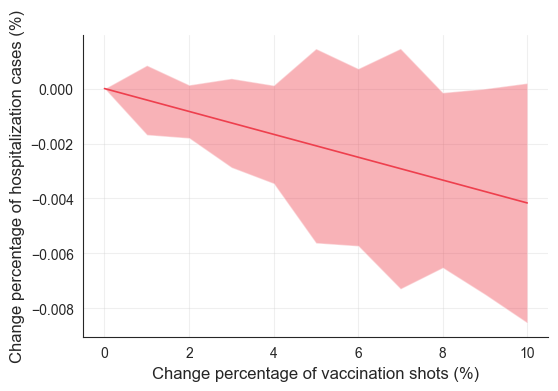 Change percentage of hospitalization cases (%)
0.000
−0.002
−0.004
−0.006
−0.008
0 2 4 6 8 10
Change percentage of vaccination shots (%)